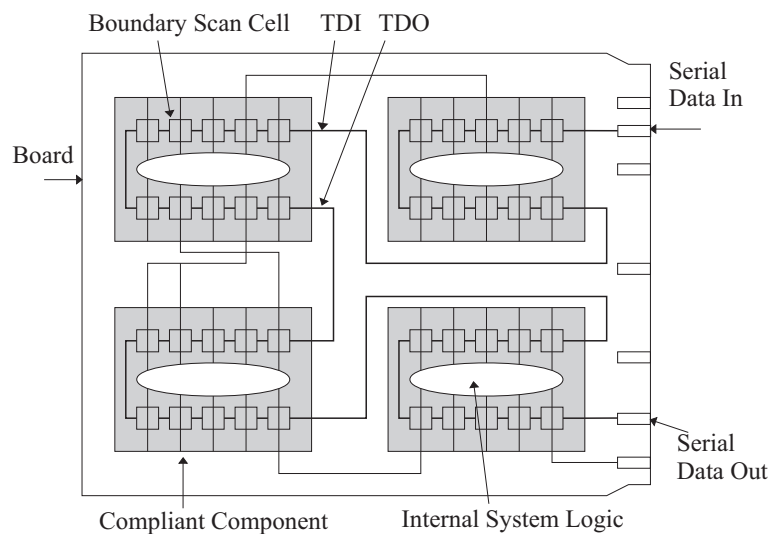 Boundary Scan Cell
TDI
TDO
Serial
Data In
Board
Serial
Data Out
Compliant Component
Internal System Logic